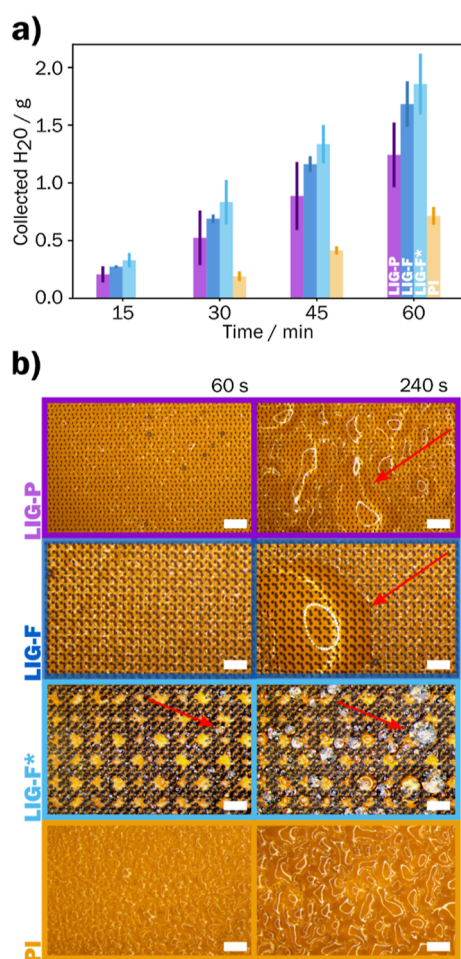 a)
Collected H2O / g
2.0
1.5
1.0
0.5
0.0
LIG-P
LIG-F
LIG-F*
PI
15 30 45 60
Time / min
b)
60 s 240 s
LIG-P
LIG-F
LIG-F*
PI